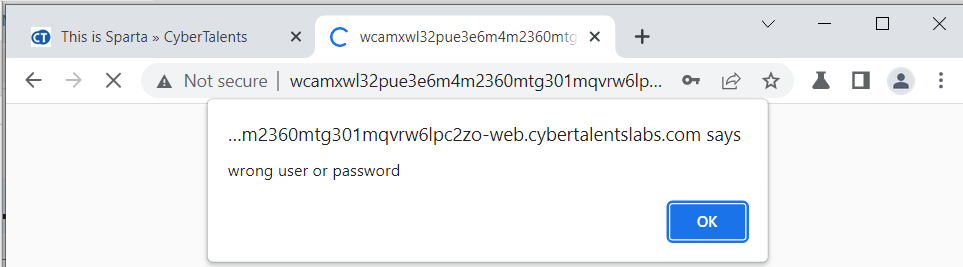 CT This is Sparta » CyberTalents
wcamxwl32pue3e6m4m2360mtg
Not secure | wcamxwl32pue3e6m4m2360mtg301mqvrw6lp...
...m2360mtg301mqvrw6lpc2zo-web.cybertalentslabs.com says
wrong user or password
OK